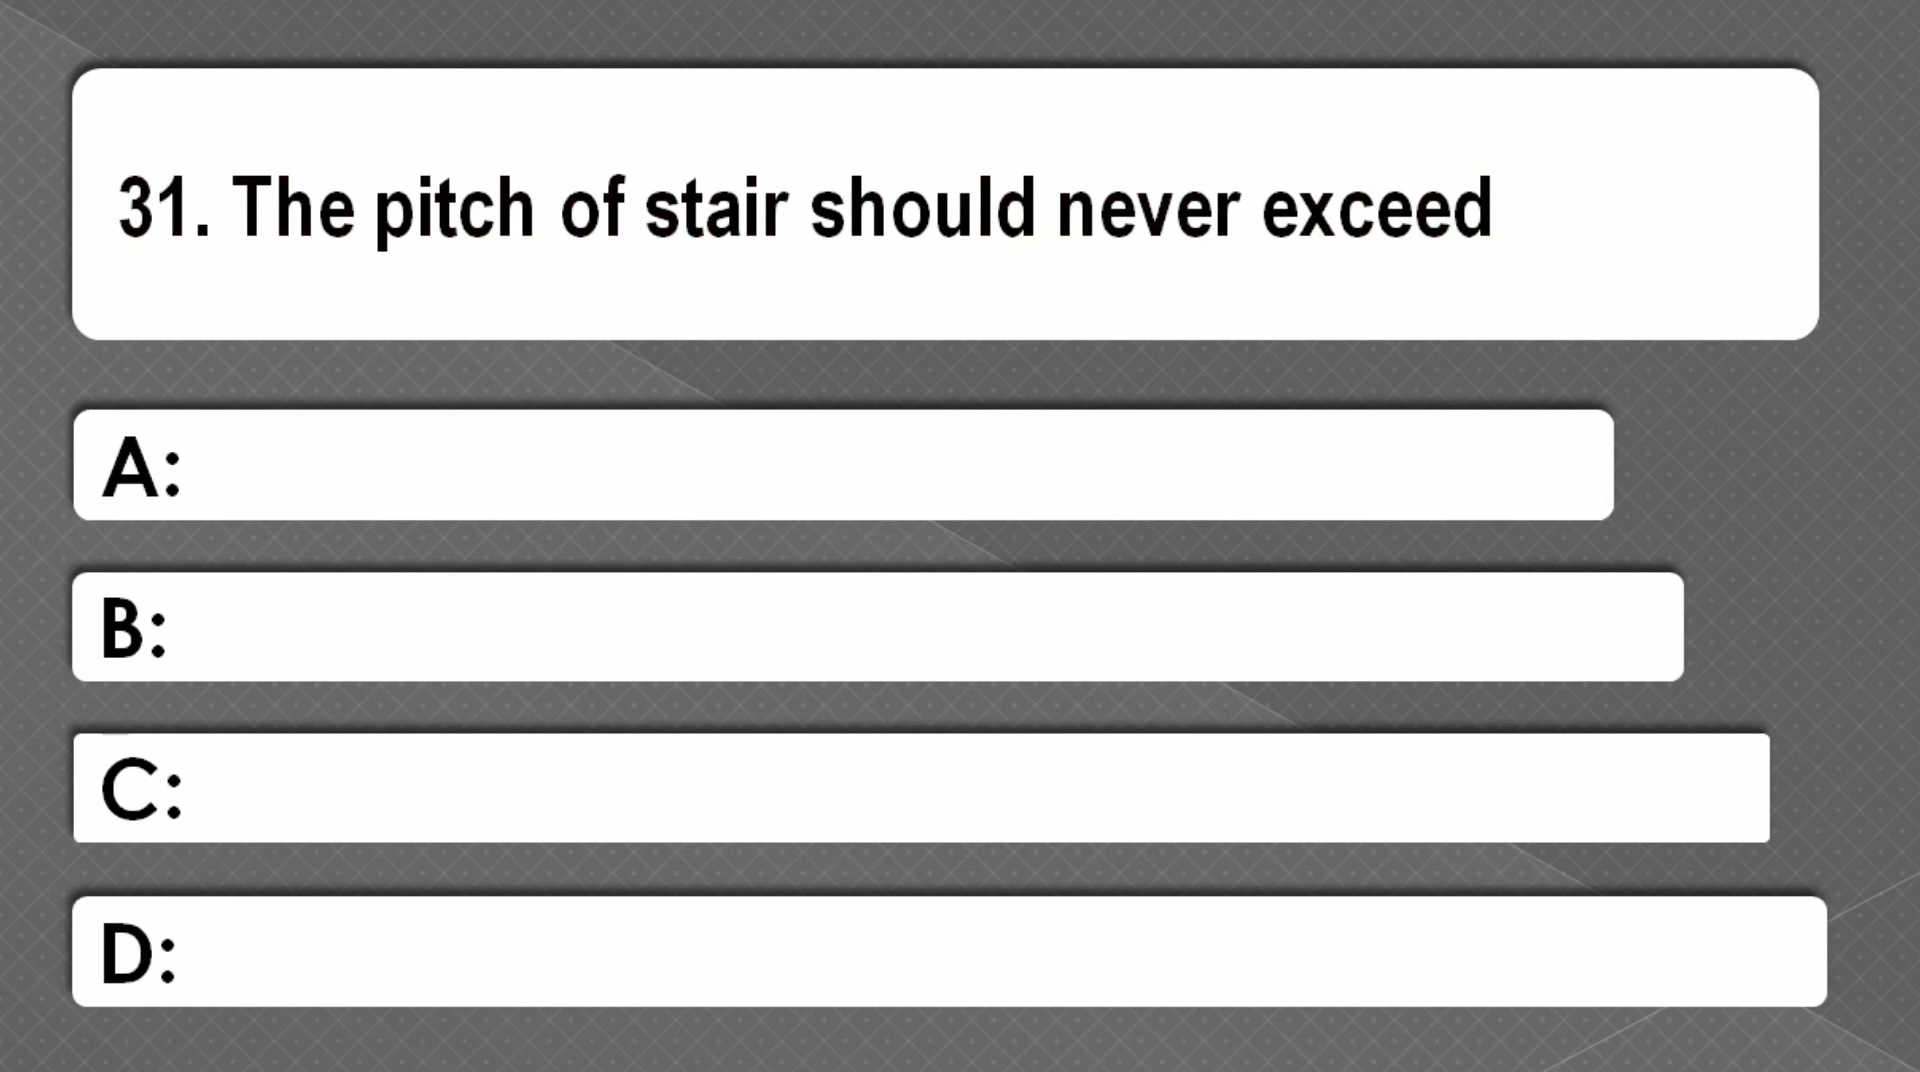 31. The pitch of stair should never exceed
A:
B:
C:
D: